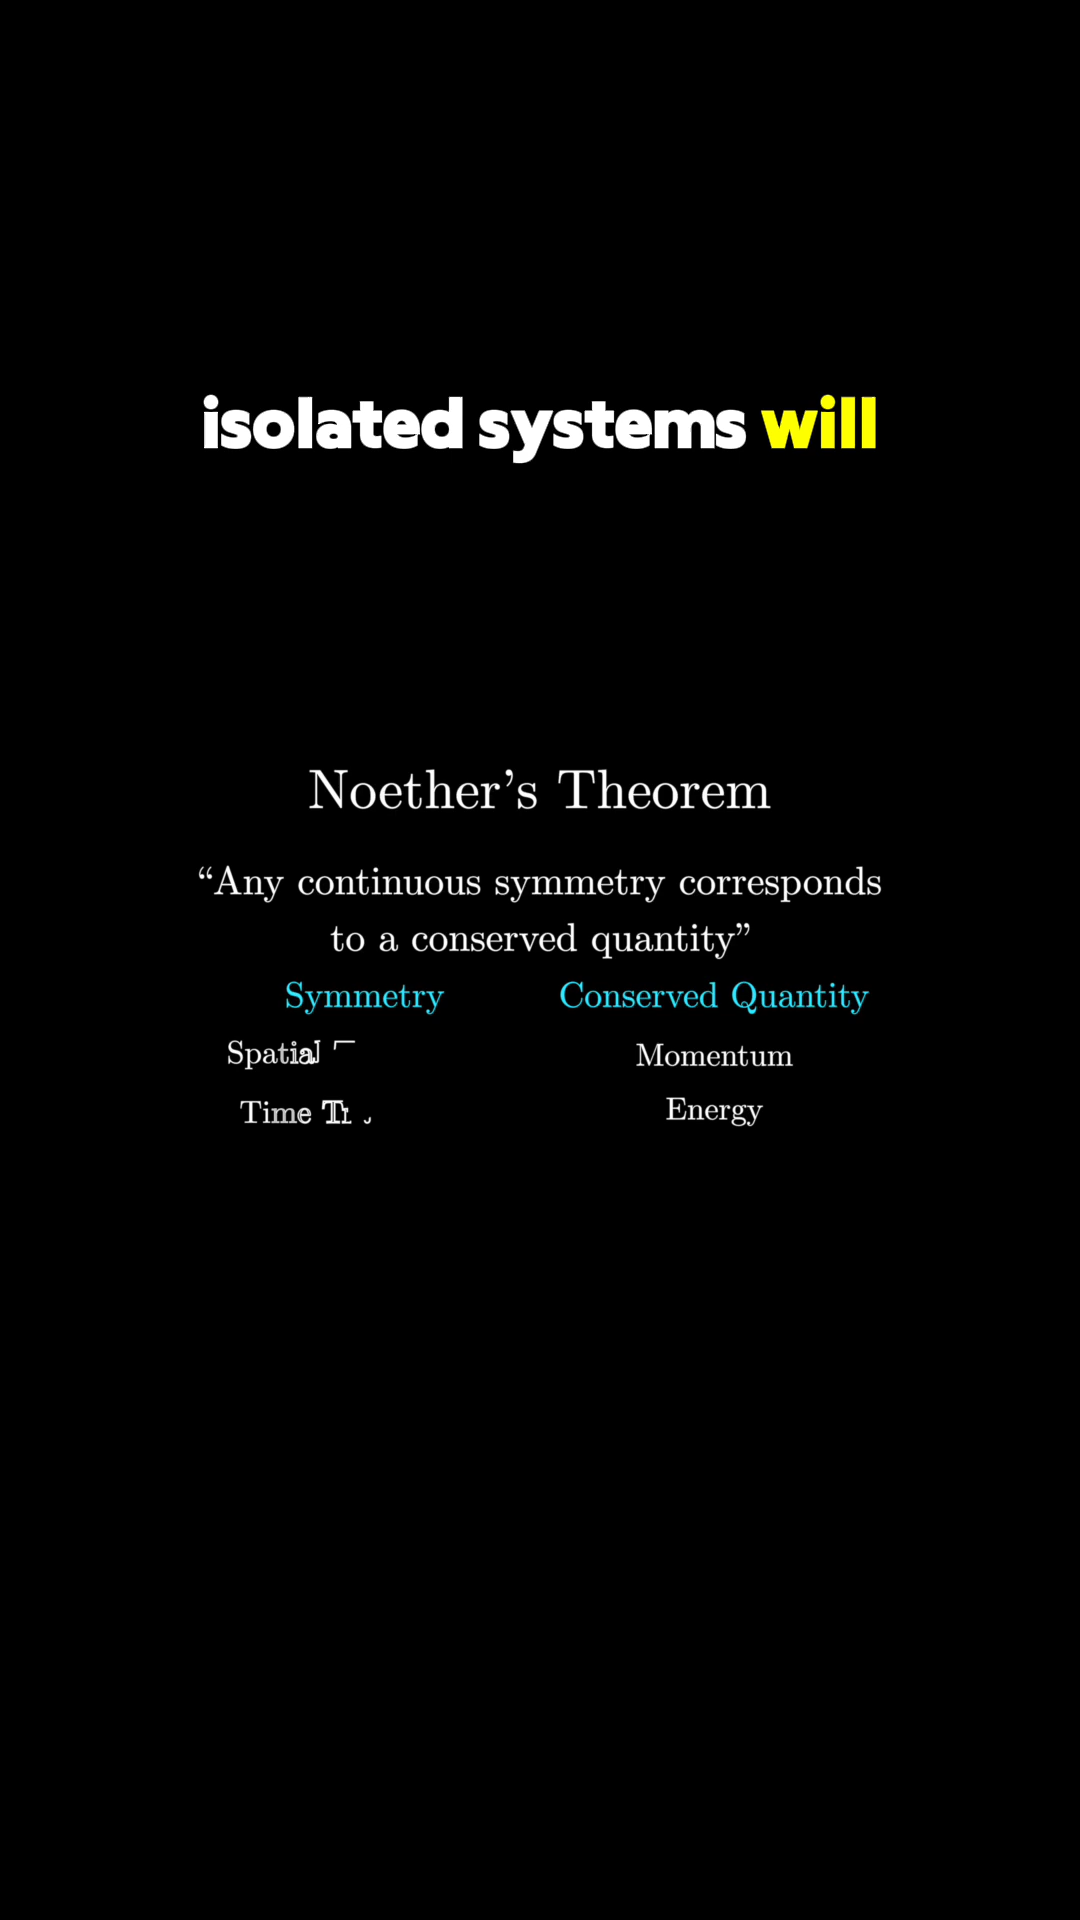 isolated systems will
Noether's Theorem
“Any continuous symmetry corresponds
to a conserved quantity”
Symmetry Conserved Quantity
Spatial Momentum
Time Energy